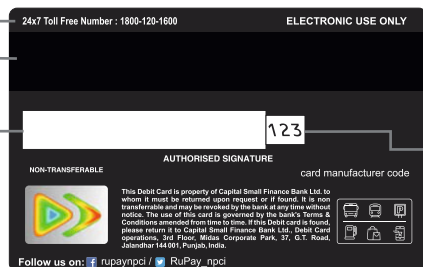 24x7 Toll Free Number : 1800-120-1600
ELECTRONIC USE ONLY
123
AUTHORISED SIGNATURE
NON-TRANSFERABLE
card manufacturer code
This Debit Card is property of Capital Small Finance Bank Ltd. to
whom it must be returned upon request or if found. It is non
transferrable and may be revoked by the bank at any time without
notice. The use of this card is governed by the bank's Terms &
Conditions amended from time to time. If this Debit card is found,
please return it to Capital Small Finance Bank Ltd., Debit Card
operations, 3rd Floor, Midas Corporate Park, 37, G.T. Road,
Jalandhar 144 001, Punjab, India.
Follow us on: rupaynpci / RuPay_npci